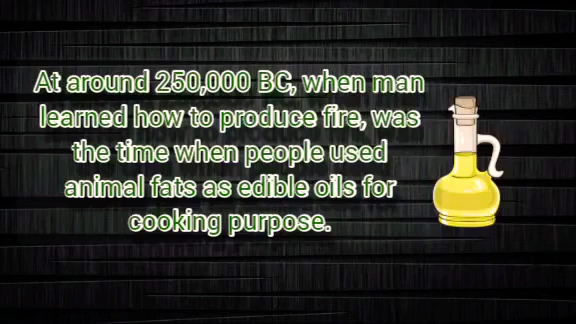 At around 250,000 BC, when man
learned how to produce fire, was
the time when people used
animal fats as edible oils for
cooking purpose.